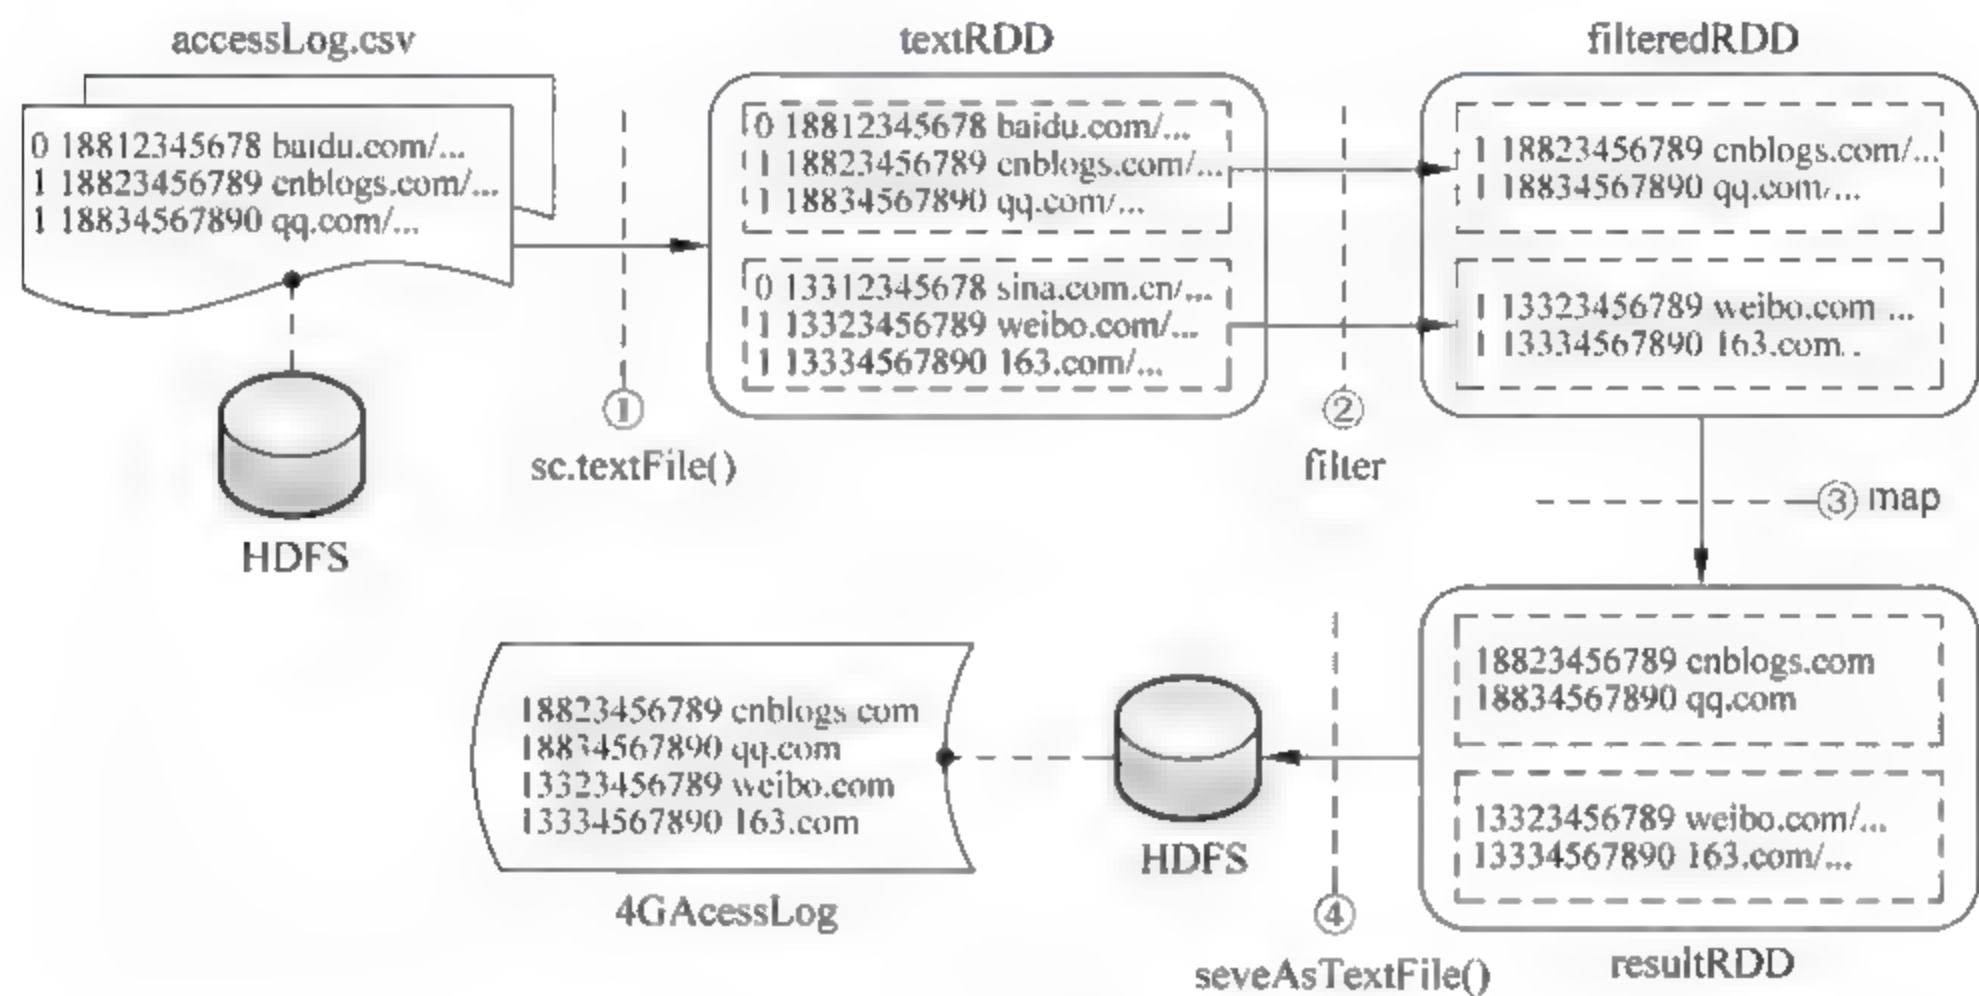 accessLog.csv
0 18812345678 baidu.com/...
1 18823456789 cnblogs.com/...
1 18834567890 qq.com/...
HDFS
①
sc.textFile()
textRDD
0 18812345678 baidu.com/...
1 18823456789 cnblogs.com/...
1 18834567890 qq.com/...
0 13312345678 sina.com.cn/...
1 13323456789 weibo.com/...
1 13334567890 163.com/...
②
filter
filteredRDD
1 18823456789 cnblogs.com/...
1 18834567890 qq.com/...
1 13323456789 weibo.com ...
1 13334567890 163.com..
③ map
18823456789 cnblogs.com
18834567890 qq.com
13323456789 weibo.com/...
13334567890 163.com/...
resultRDD
④
seveAsTextFile()
HDFS
18823456789 cnblogs com
18834567890 qq.com
13323456789 weibo.com
13334567890 163.com
4GAcessLog